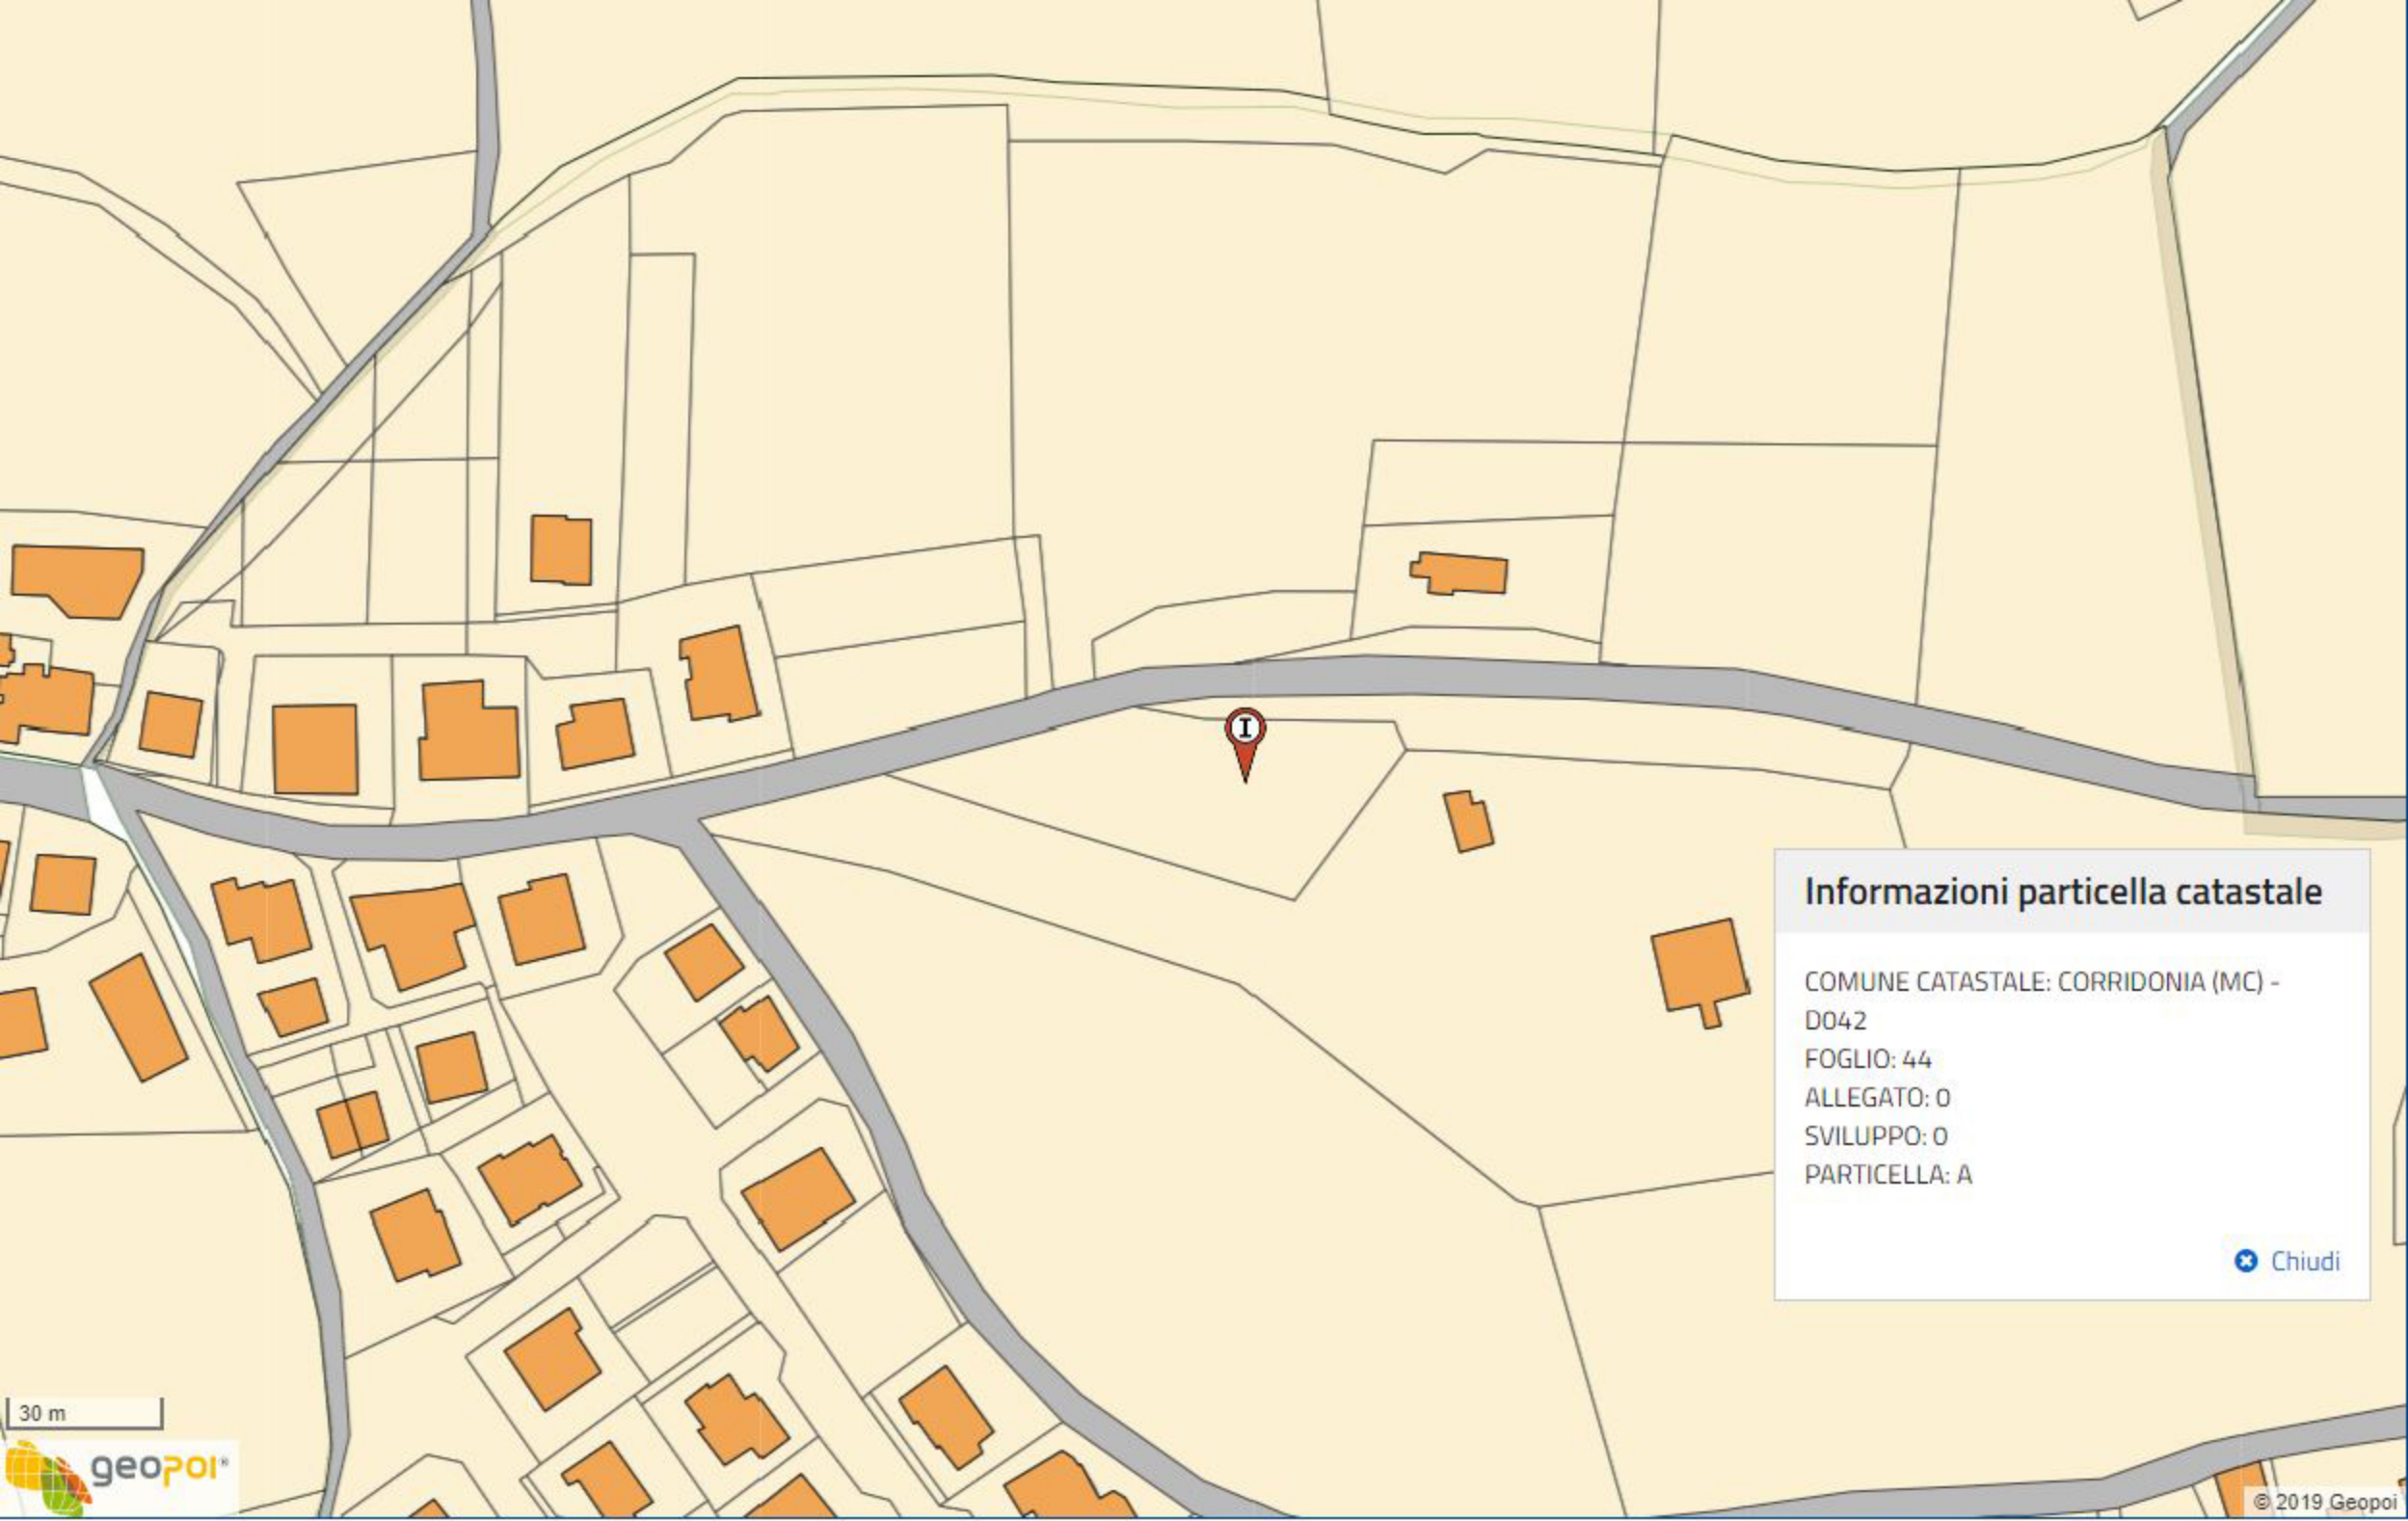 I
Informazioni particella catastale
COMUNE CATASTALE: CORRIDONIA (MC) -
D042
FOGLIO: 44
ALLEGATO: 0
SVILUPPO: 0
PARTICELLA: A
Chiudi
30 m
geopoi®
© 2019 Geopoi